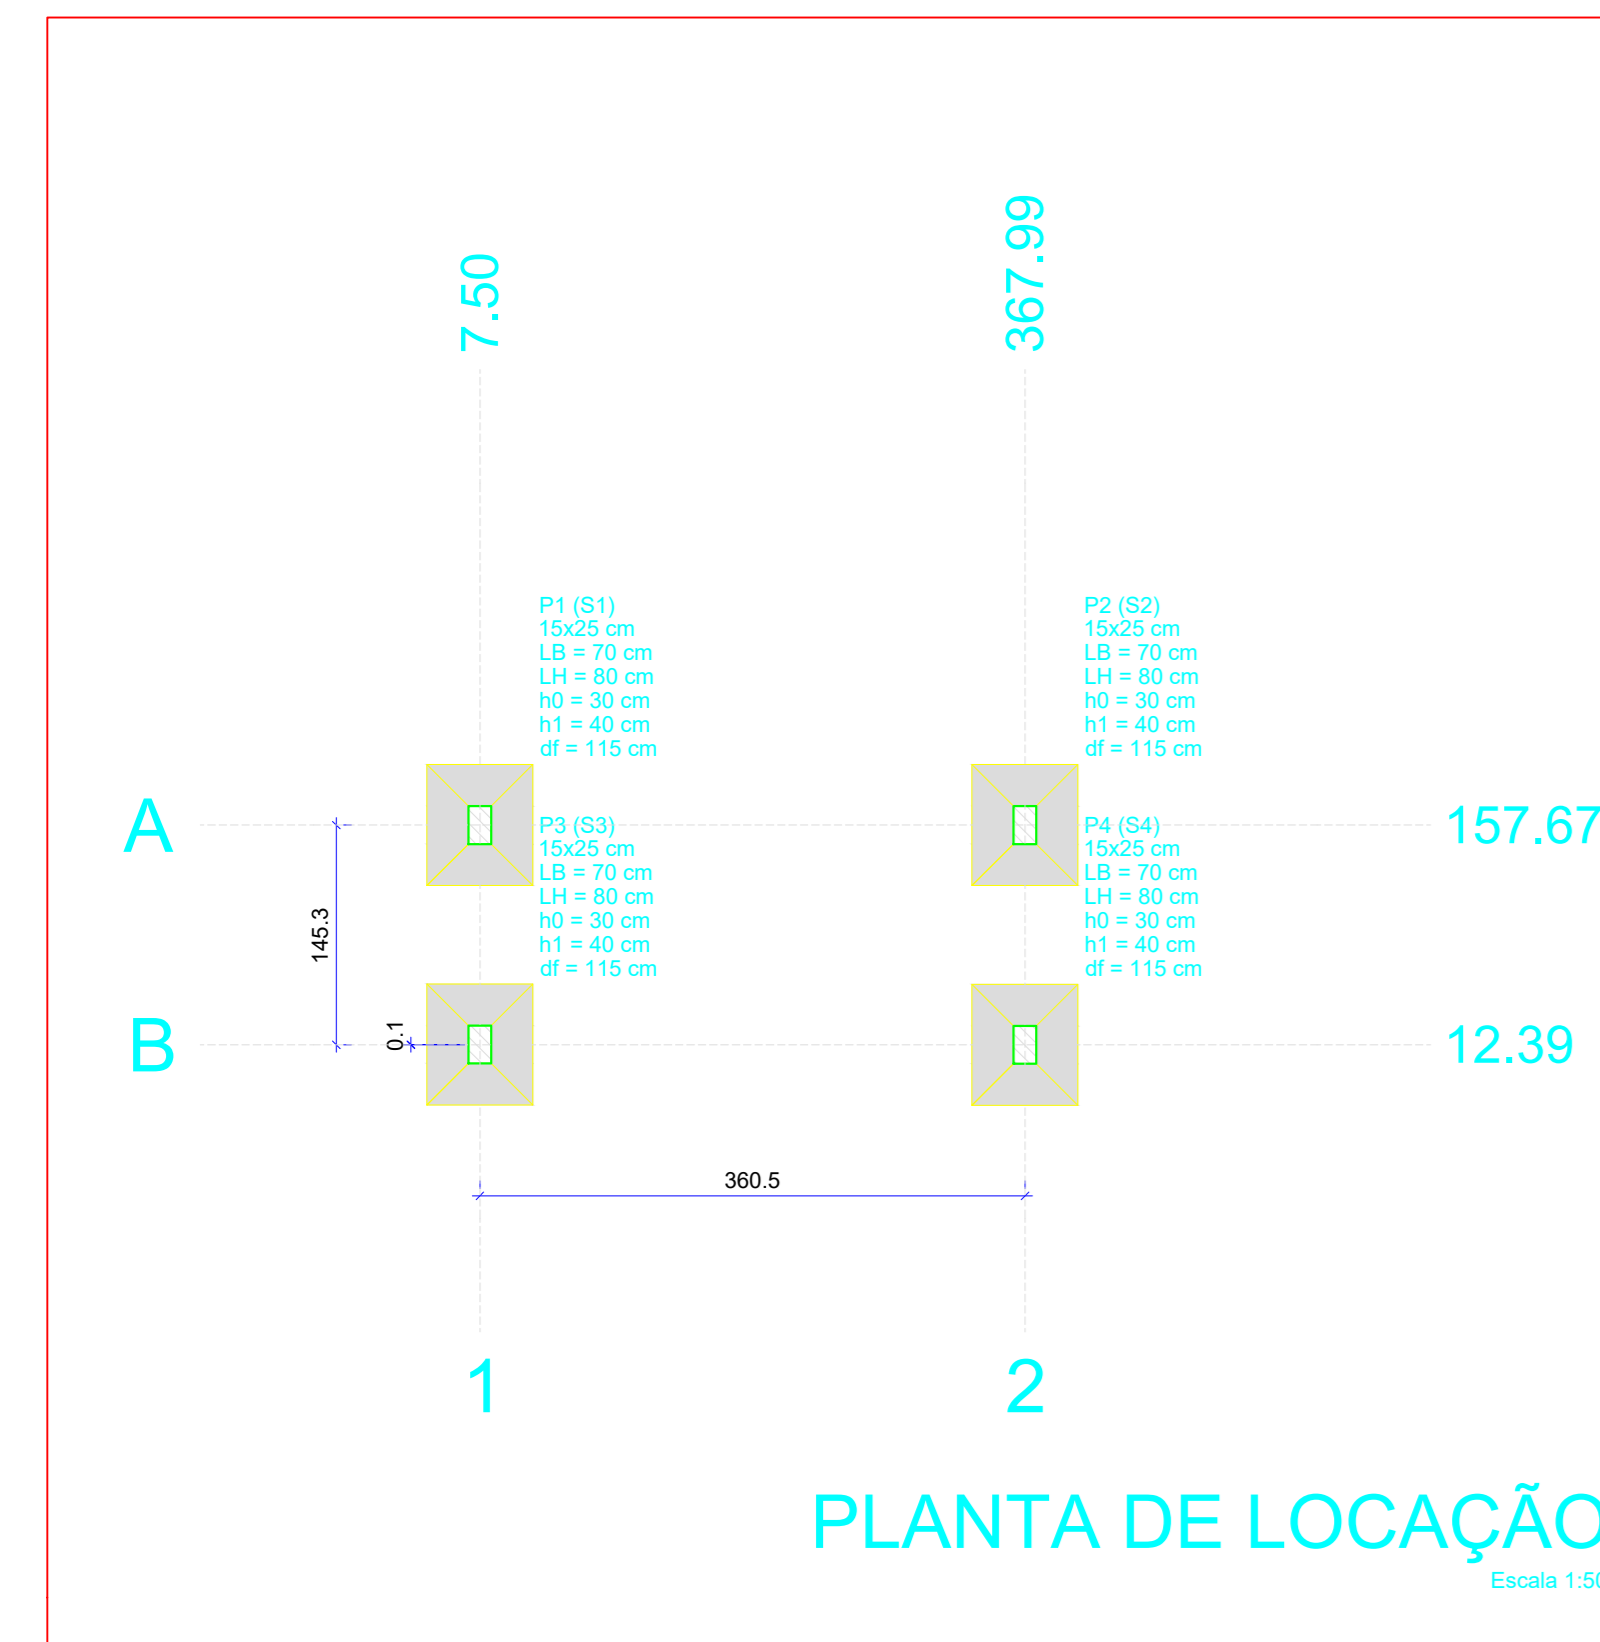 7.50
367.99
P1 (S1)
15x25 cm
LB = 70 cm
LH = 80 cm
h0 = 30 cm
h1 = 40 cm
df = 115 cm
P2 (S2)
15x25 cm
LB = 70 cm
LH = 80 cm
h0 = 30 cm
h1 = 40 cm
df = 115 cm
A
157.67
P3 (S3)
15x25 cm
LB = 70 cm
LH = 80 cm
h0 = 30 cm
h1 = 40 cm
df = 115 cm
P4 (S4)
15x25 cm
LB = 70 cm
LH = 80 cm
h0 = 30 cm
h1 = 40 cm
df = 115 cm
145.3
B
0.1
12.39
360.5
1
2
PLANTA DE LOCAÇÃO
Escala 1:50